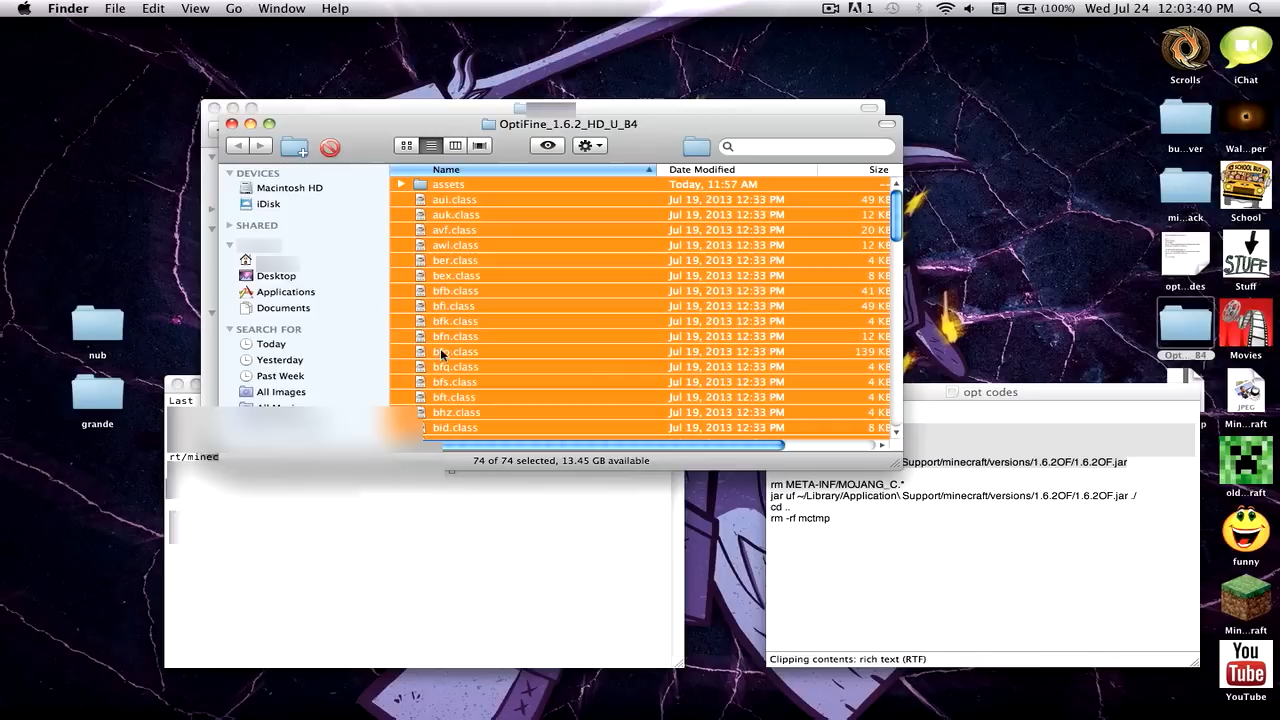 Finder File Edit View Go Window Help 1 (100%) Wed Jul 24 12:03:40 PM
OptiFine_1.6.2_HD_U_B4
Name Date Modified Size
DEVICES
Macintosh HD
iDisk
SHARED
Desktop
Applications
Documents
SEARCH FOR
Today
Yesterday
Past Week
All Images
assets Today, 11:57 AM --
aui.class Jul 19, 2013 12:33 PM 49 KB
auk.class Jul 19, 2013 12:33 PM 12 KB
avf.class Jul 19, 2013 12:33 PM 20 KB
awl.class Jul 19, 2013 12:33 PM 12 KB
ber.class Jul 19, 2013 12:33 PM 4 KB
bex.class Jul 19, 2013 12:33 PM 8 KB
bfb.class Jul 19, 2013 12:33 PM 41 KB
bfi.class Jul 19, 2013 12:33 PM 49 KB
bfk.class Jul 19, 2013 12:33 PM 4 KB
bfn.class Jul 19, 2013 12:33 PM 12 KB
.class Jul 19, 2013 12:33 PM 139 KB
bfq.class Jul 19, 2013 12:33 PM 4 KB
bfs.class Jul 19, 2013 12:33 PM 4 KB
bft.class Jul 19, 2013 12:33 PM 4 KB
bhz.class Jul 19, 2013 12:33 PM 4 KB
bid.class Jul 19, 2013 12:33 PM 8 KB
74 of 74 selected, 13.45 GB available
Last
rt/minec
opt codes
Support/minecraft/versions/1.6.2OF/1.6.2OF.jar
rm META-INF/MOJANG_C.*
jar uf ~/Library/Application\ Support/minecraft/versions/1.6.2OF/1.6.2OF.jar ./
cd ..
rm -rf mctmp
Clipping contents: rich text (RTF)
nub
grande
Scrolls
iChat
bu...ver
Wal...per
mi...ack
SCHOOL BUS
School
opt...des
STUFF
Stuff
Opt... B4
Movies
JPEG
Min...raft
old...raft
funny
Min...raft
You
Tube
YouTube